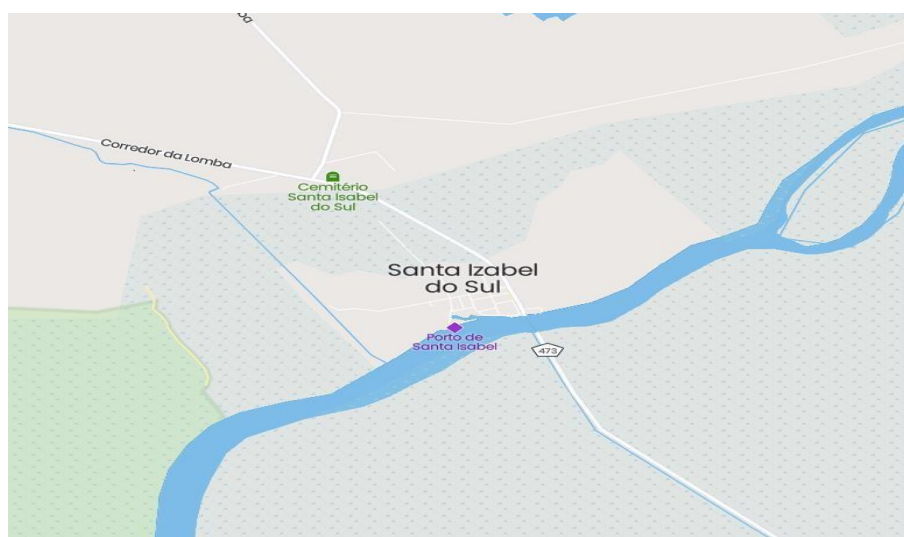 Corredor da Lomba
Cemitério
Santa Isabel
do Sul
Santa Izabel
do Sul
Porto de
Santa Isabel
473